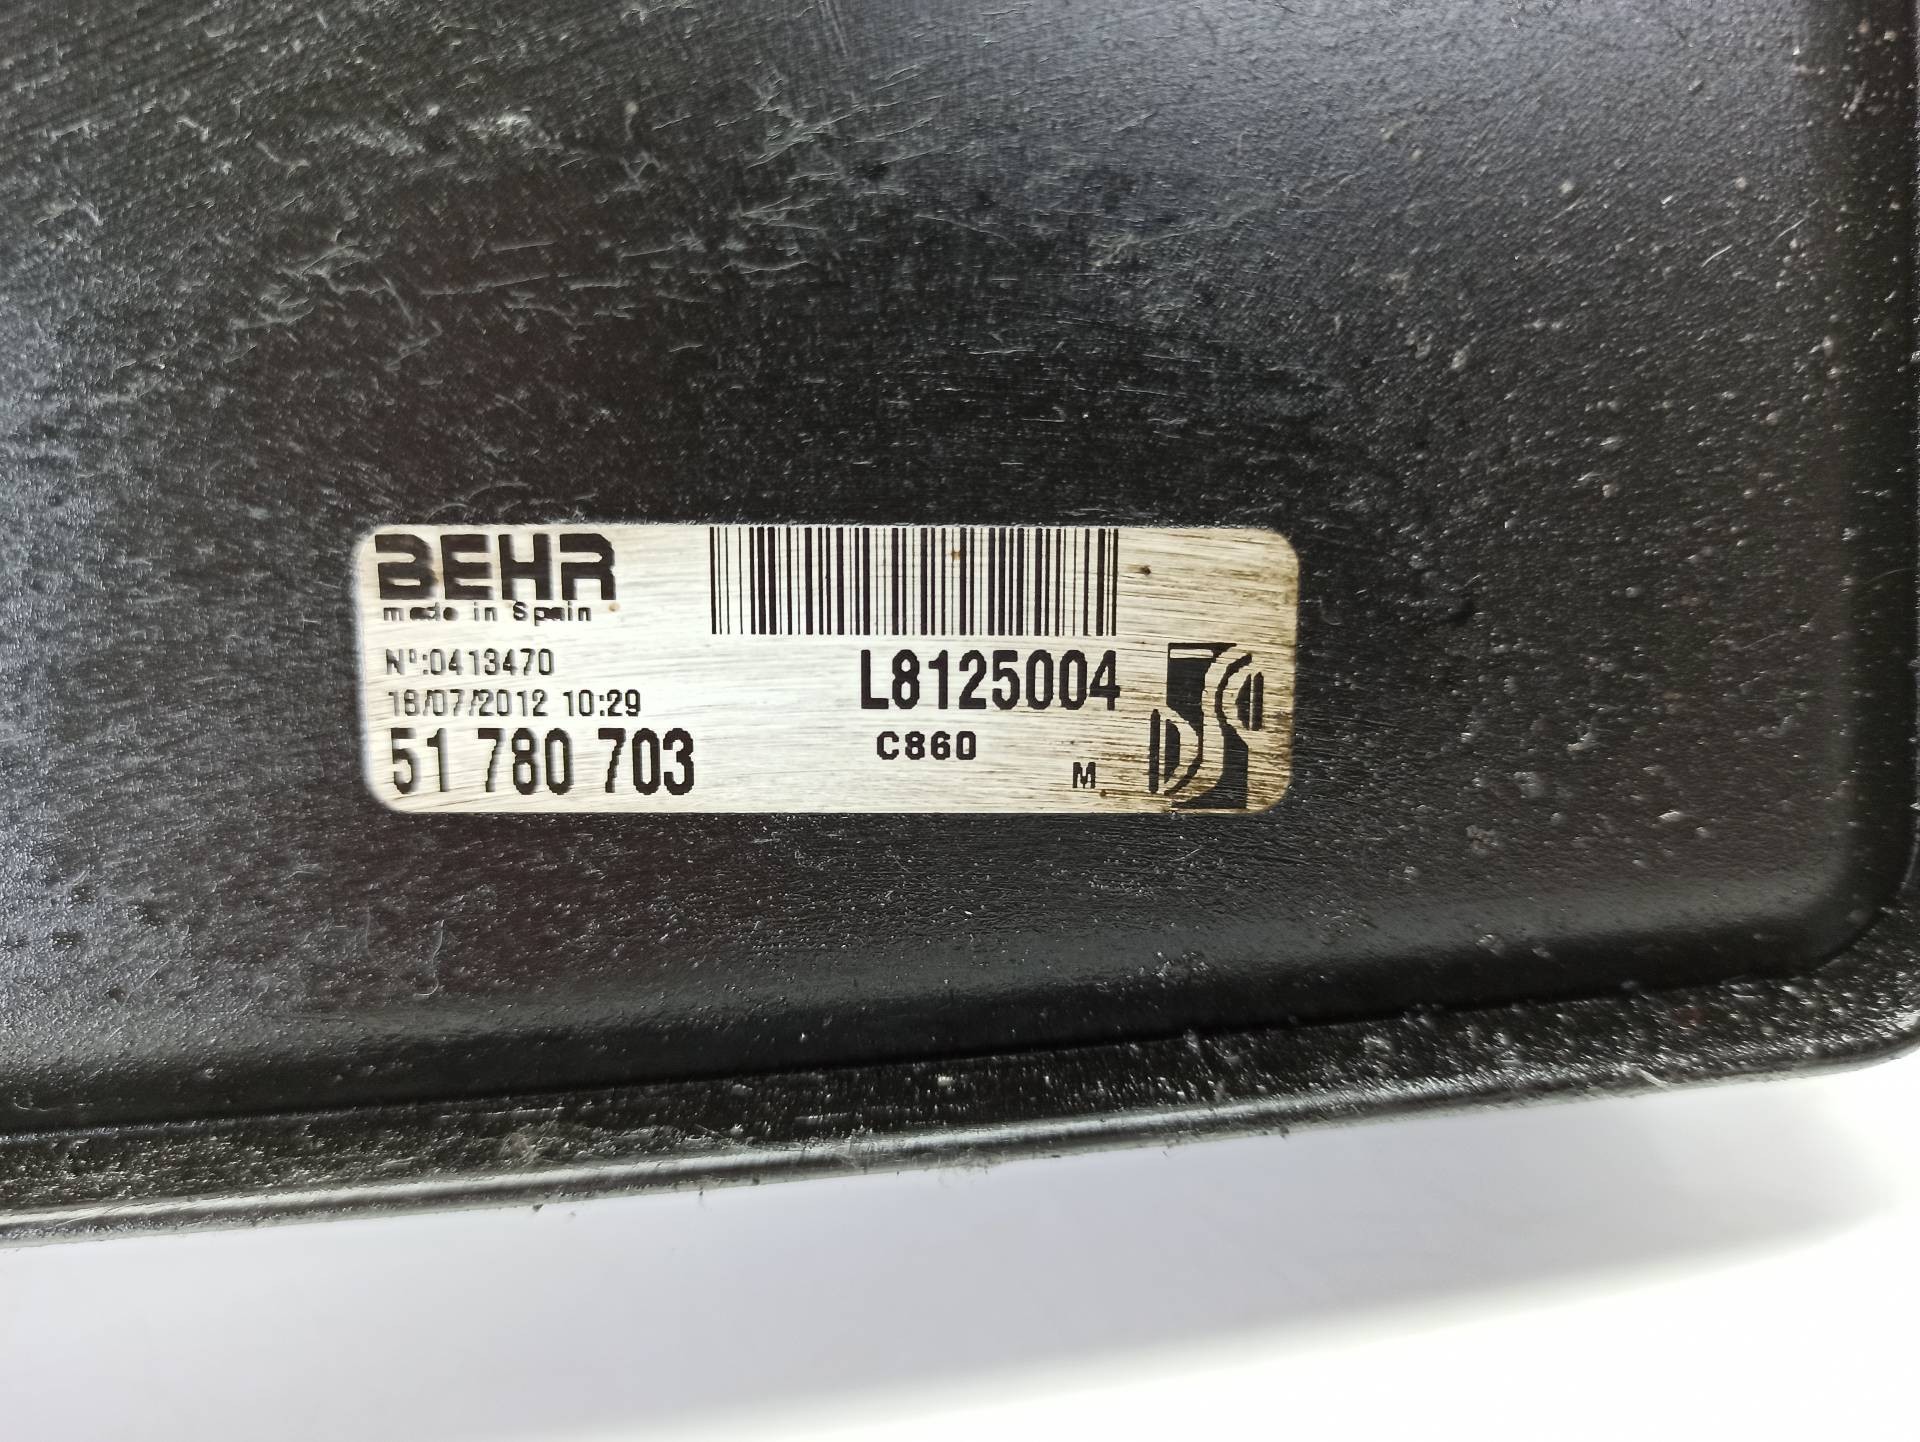 BEHR
made in Spain
Nº:0413470
16/07/2012 10:29
51 780 703
L8125004
C860
M